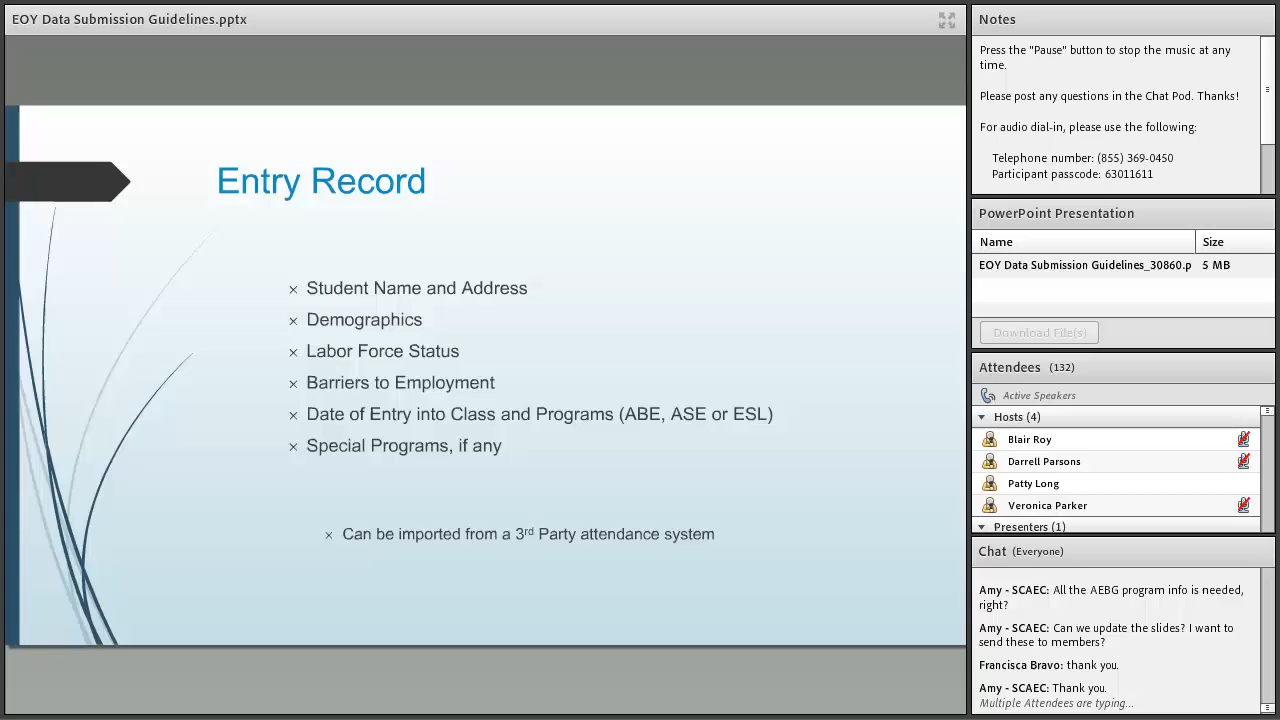 EOY Data Submission Guidelines.pptx
Entry Record
× Student Name and Address
× Demographics
× Labor Force Status
× Barriers to Employment
× Date of Entry into Class and Programs (ABE, ASE or ESL)
× Special Programs, if any
× Can be imported from a 3rd Party attendance system
Notes
Press the "Pause" button to stop the music at any
time.
Please post any questions in the Chat Pod. Thanks!
For audio dial-in, please use the following:
Telephone number: (855) 369-0450
Participant passcode: 63011611
PowerPoint Presentation
Name Size
EOY Data Submission Guidelines_30860.p 5 MB
Download File(s)
Attendees (132)
Active Speakers
Hosts (4)
Blair Roy
Darrell Parsons
Patty Long
Veronica Parker
Presenters (1)
Chat (Everyone)
Amy - SCAEC: All the AEBG program info is needed,
right?
Amy - SCAEC: Can we update the slides? I want to
send these to members?
Francisca Bravo: thank you.
Amy - SCAEC: Thank you.
Multiple Attendees are typing...